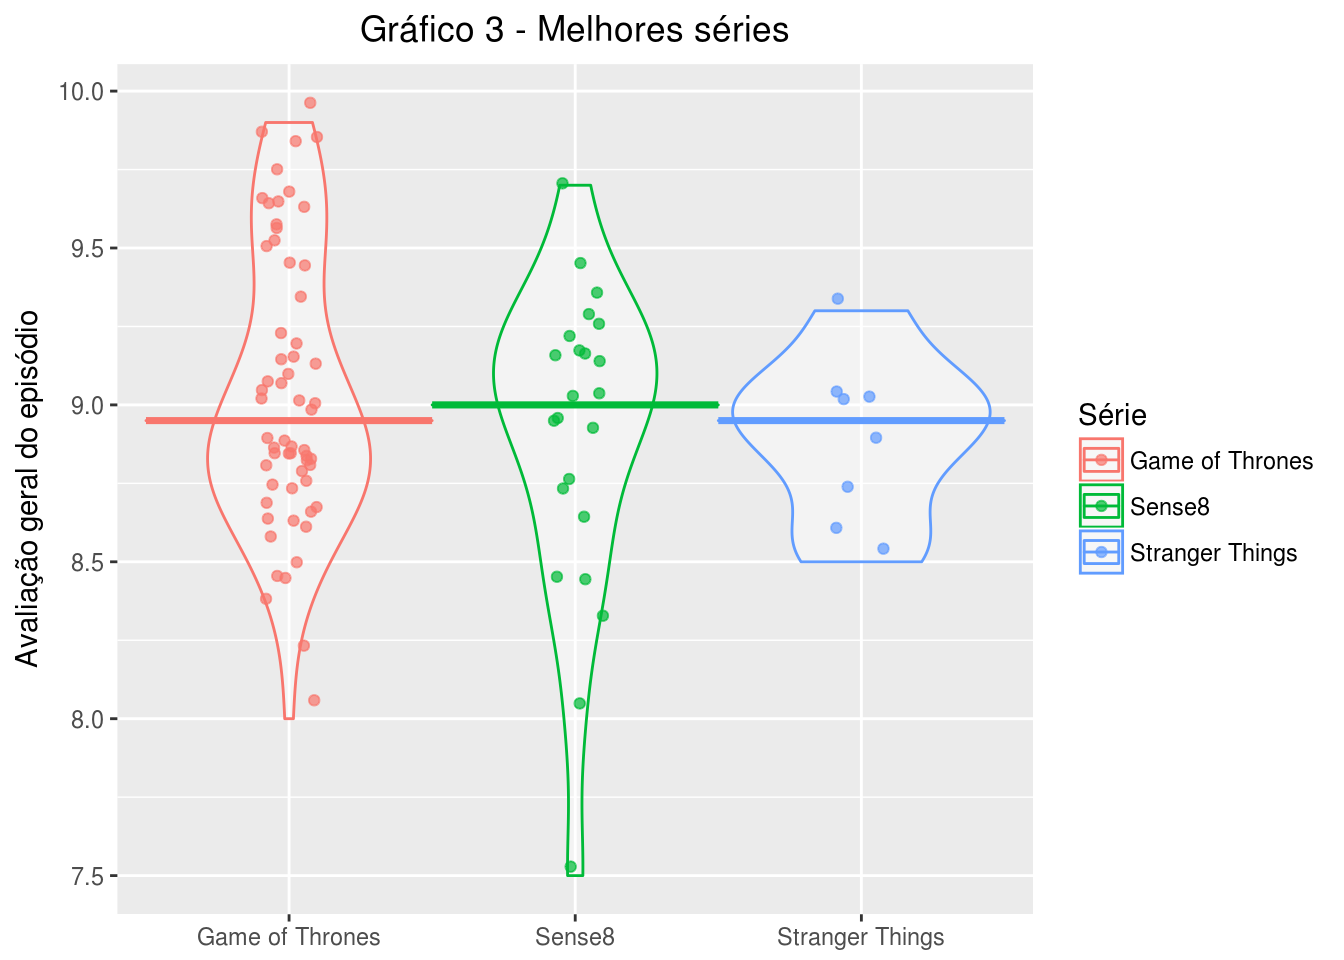 Gráfico 3 - Melhores séries
Avaliação geral do episódio
10.0
9.5
9.0
8.5
8.0
7.5
Game of Thrones
Sense8
Stranger Things
Série
Game of Thrones
Sense8
Stranger Things